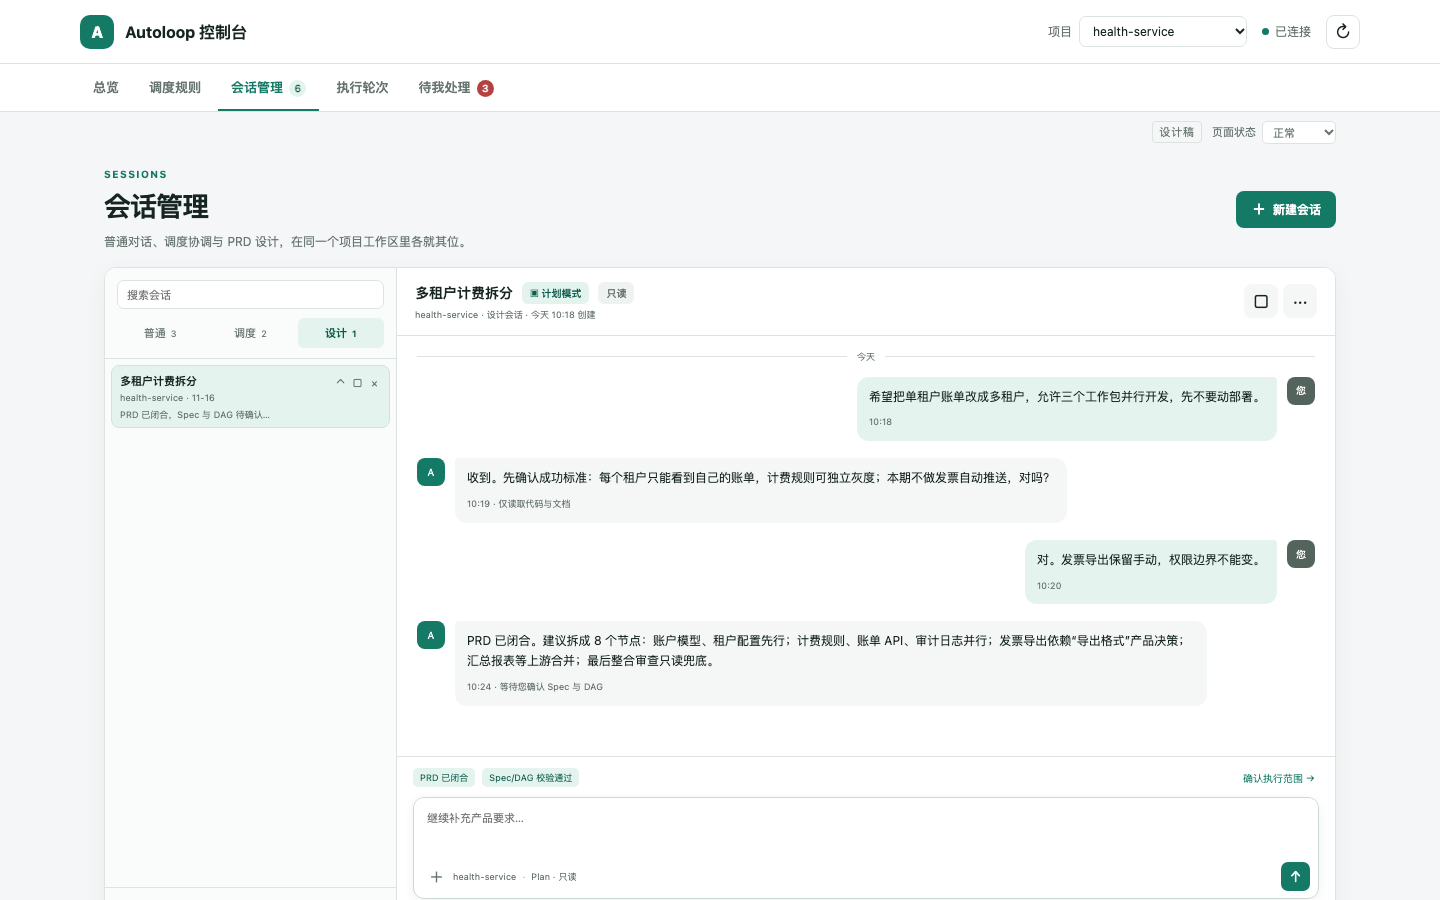 A Autoloop 控制台
项目 health-service 已连接
总览 调度规则 会话管理 6 执行轮次 待我处理 3
设计稿 页面状态 正常
SESSIONS
会话管理
+ 新建会话
普通对话、调度协调与 PRD 设计，在同一个项目工作区里各就其位。
搜索会话
普通 3 调度 2 设计 1
多租户计费拆分
health-service · 11-16
PRD 已闭合，Spec 与 DAG 待确认...
多租户计费拆分 计划模式 只读
health-service · 设计会话 · 今天 10:18 创建
今天
希望把单租户账单改成多租户，允许三个工作包并行开发，先不要动部署。
10:18
您
A
收到。先确认成功标准：每个租户只能看到自己的账单，计费规则可独立灰度；本期不做发票自动推送，对吗？
10:19 · 仅读取代码与文档
对。发票导出保留手动，权限边界不能变。
10:20
您
A
PRD 已闭合。建议拆成 8 个节点：账户模型、租户配置先行；计费规则、账单 API、审计日志并行；发票导出依赖“导出格式”产品决策；
汇总报表等上游合并；最后整合审查只读兜底。
10:24 · 等待您确认 Spec 与 DAG
PRD 已闭合 Spec/DAG 校验通过 确认执行范围 →
继续补充产品要求...
+ health-service · Plan · 只读